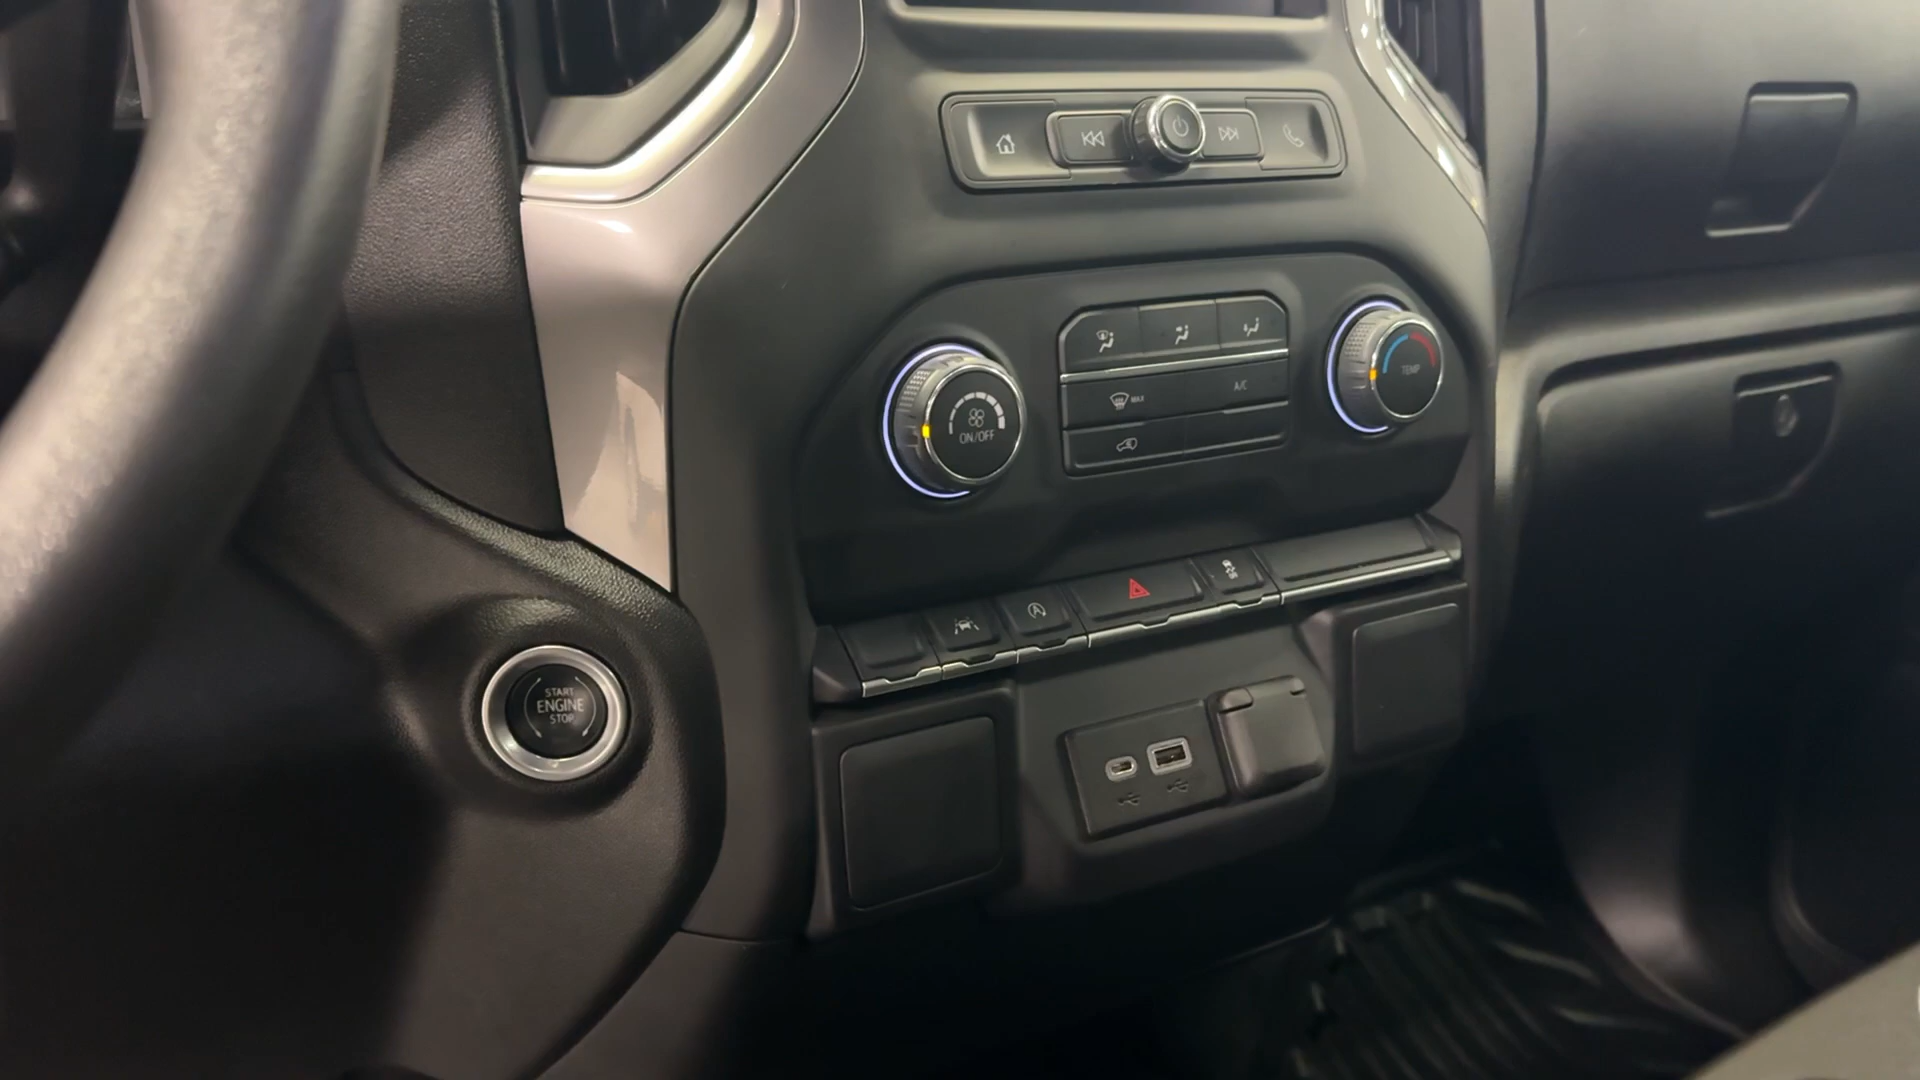 MAX
A/C
TEMP
ON/OFF
A
START
ENGINE
STOP